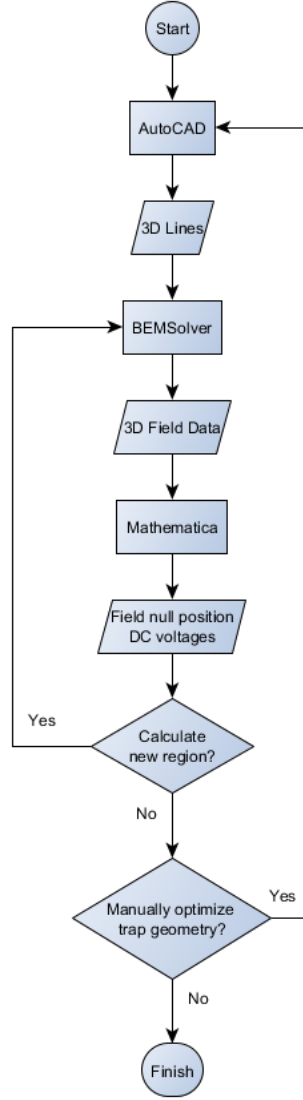 Start
AutoCAD
3D Lines
BEMSolver
3D Field Data
Mathematica
Field null position
DC voltages
Yes
Calculate
new region?
No
Manually optimize
trap geometry?
Yes
No
Finish